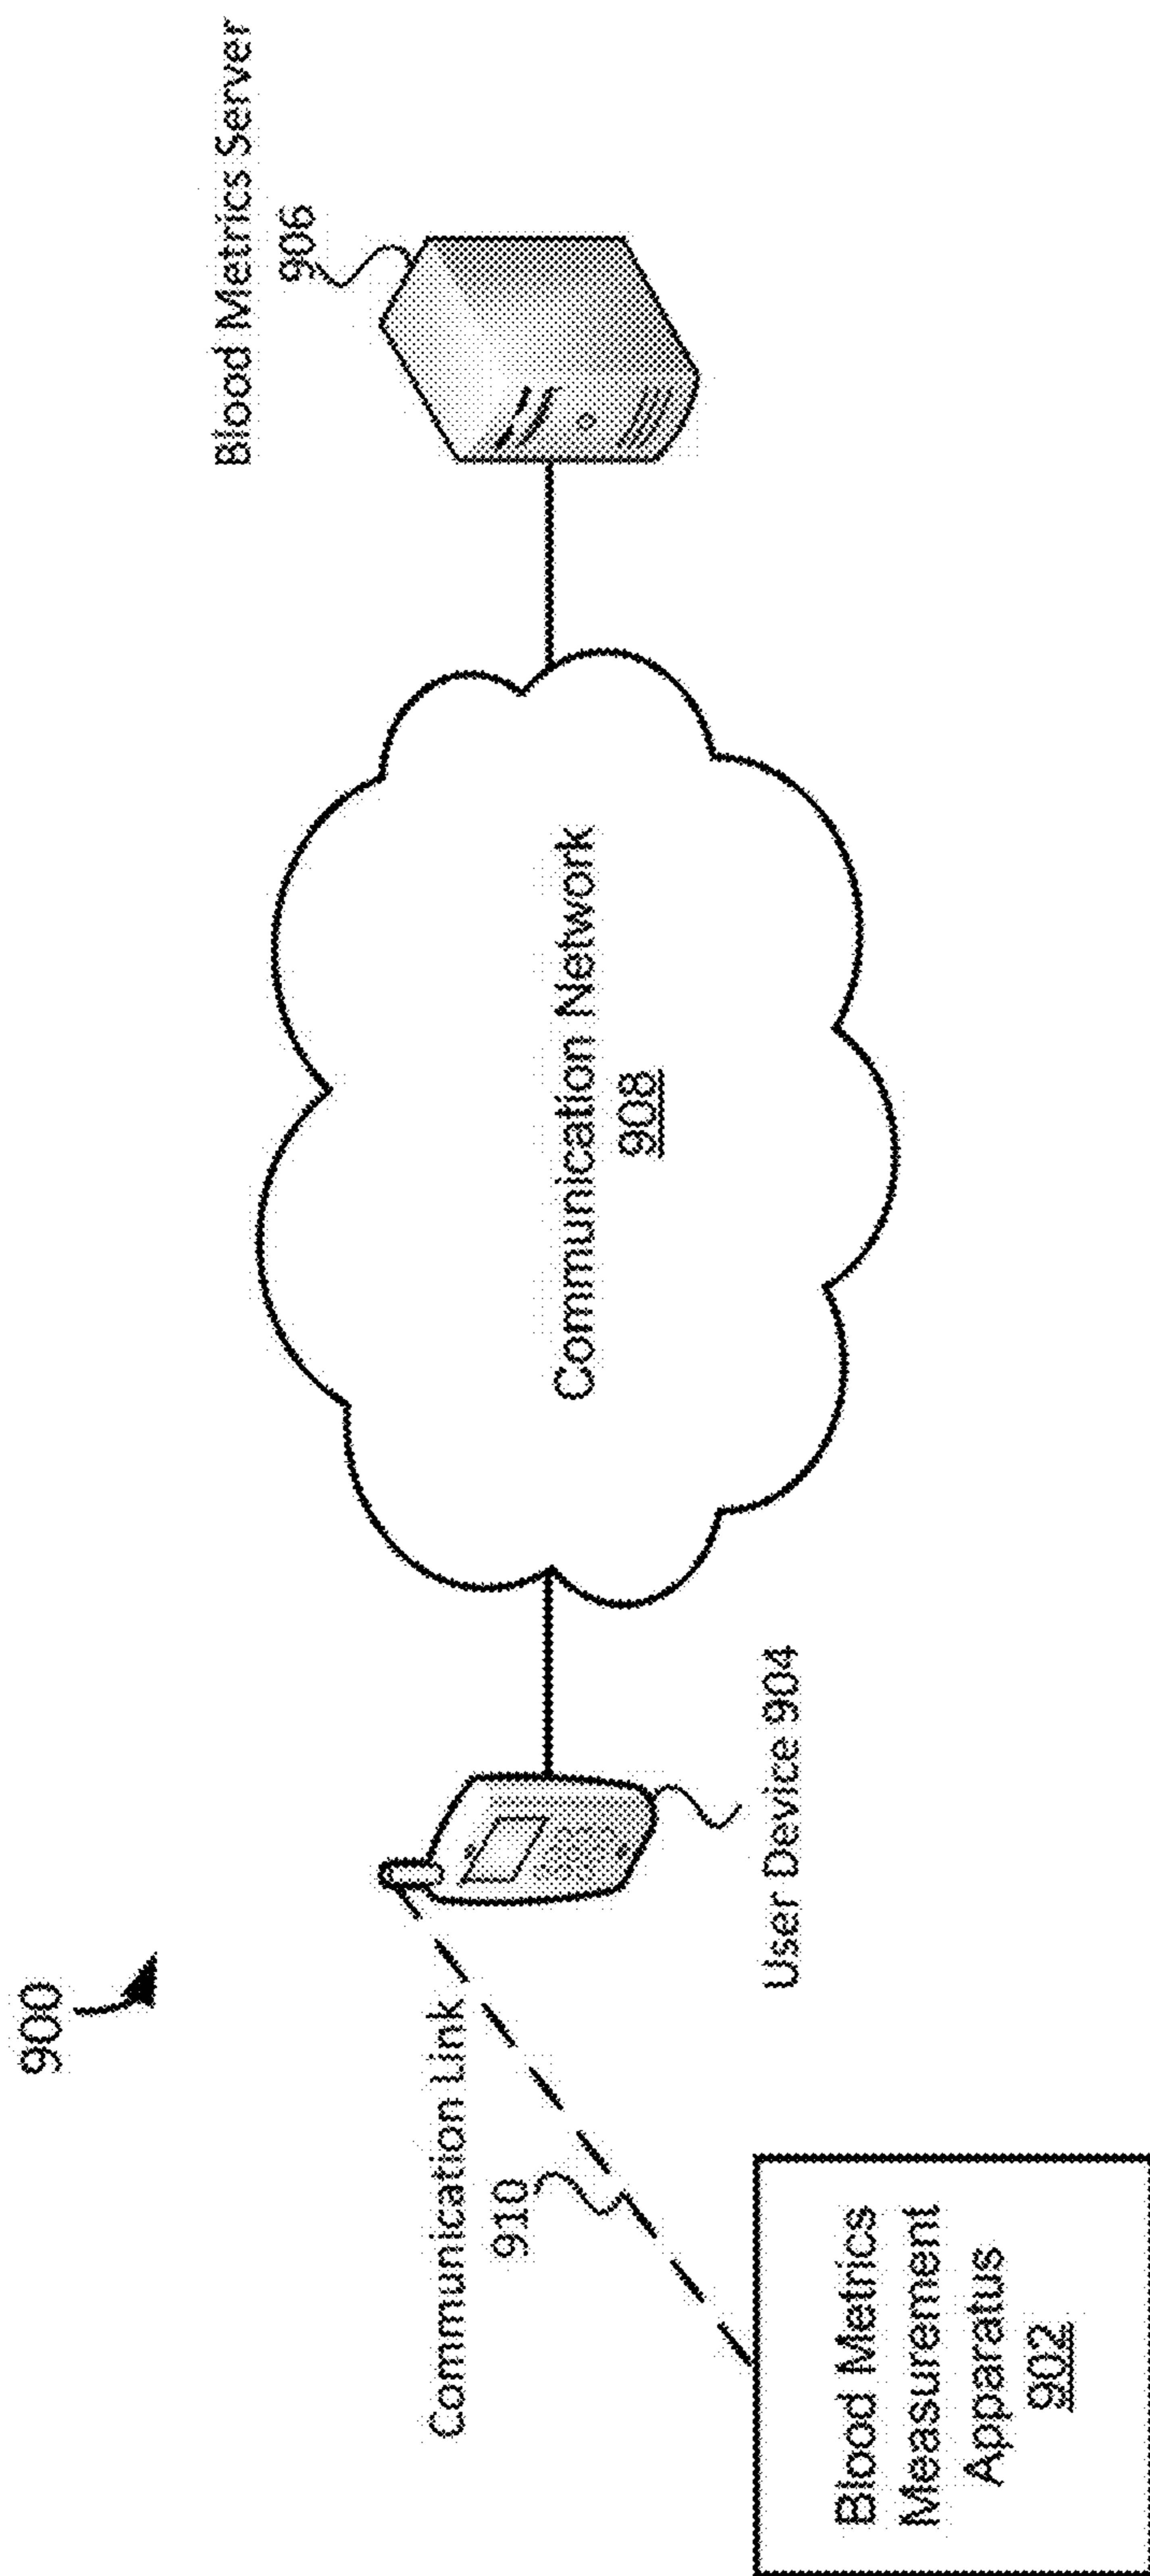 900
Communication Link
910
Blood Metrics
Measurement
Apparatus
902
User Device 904
Communication Network
908
Blood Metrics Server
906